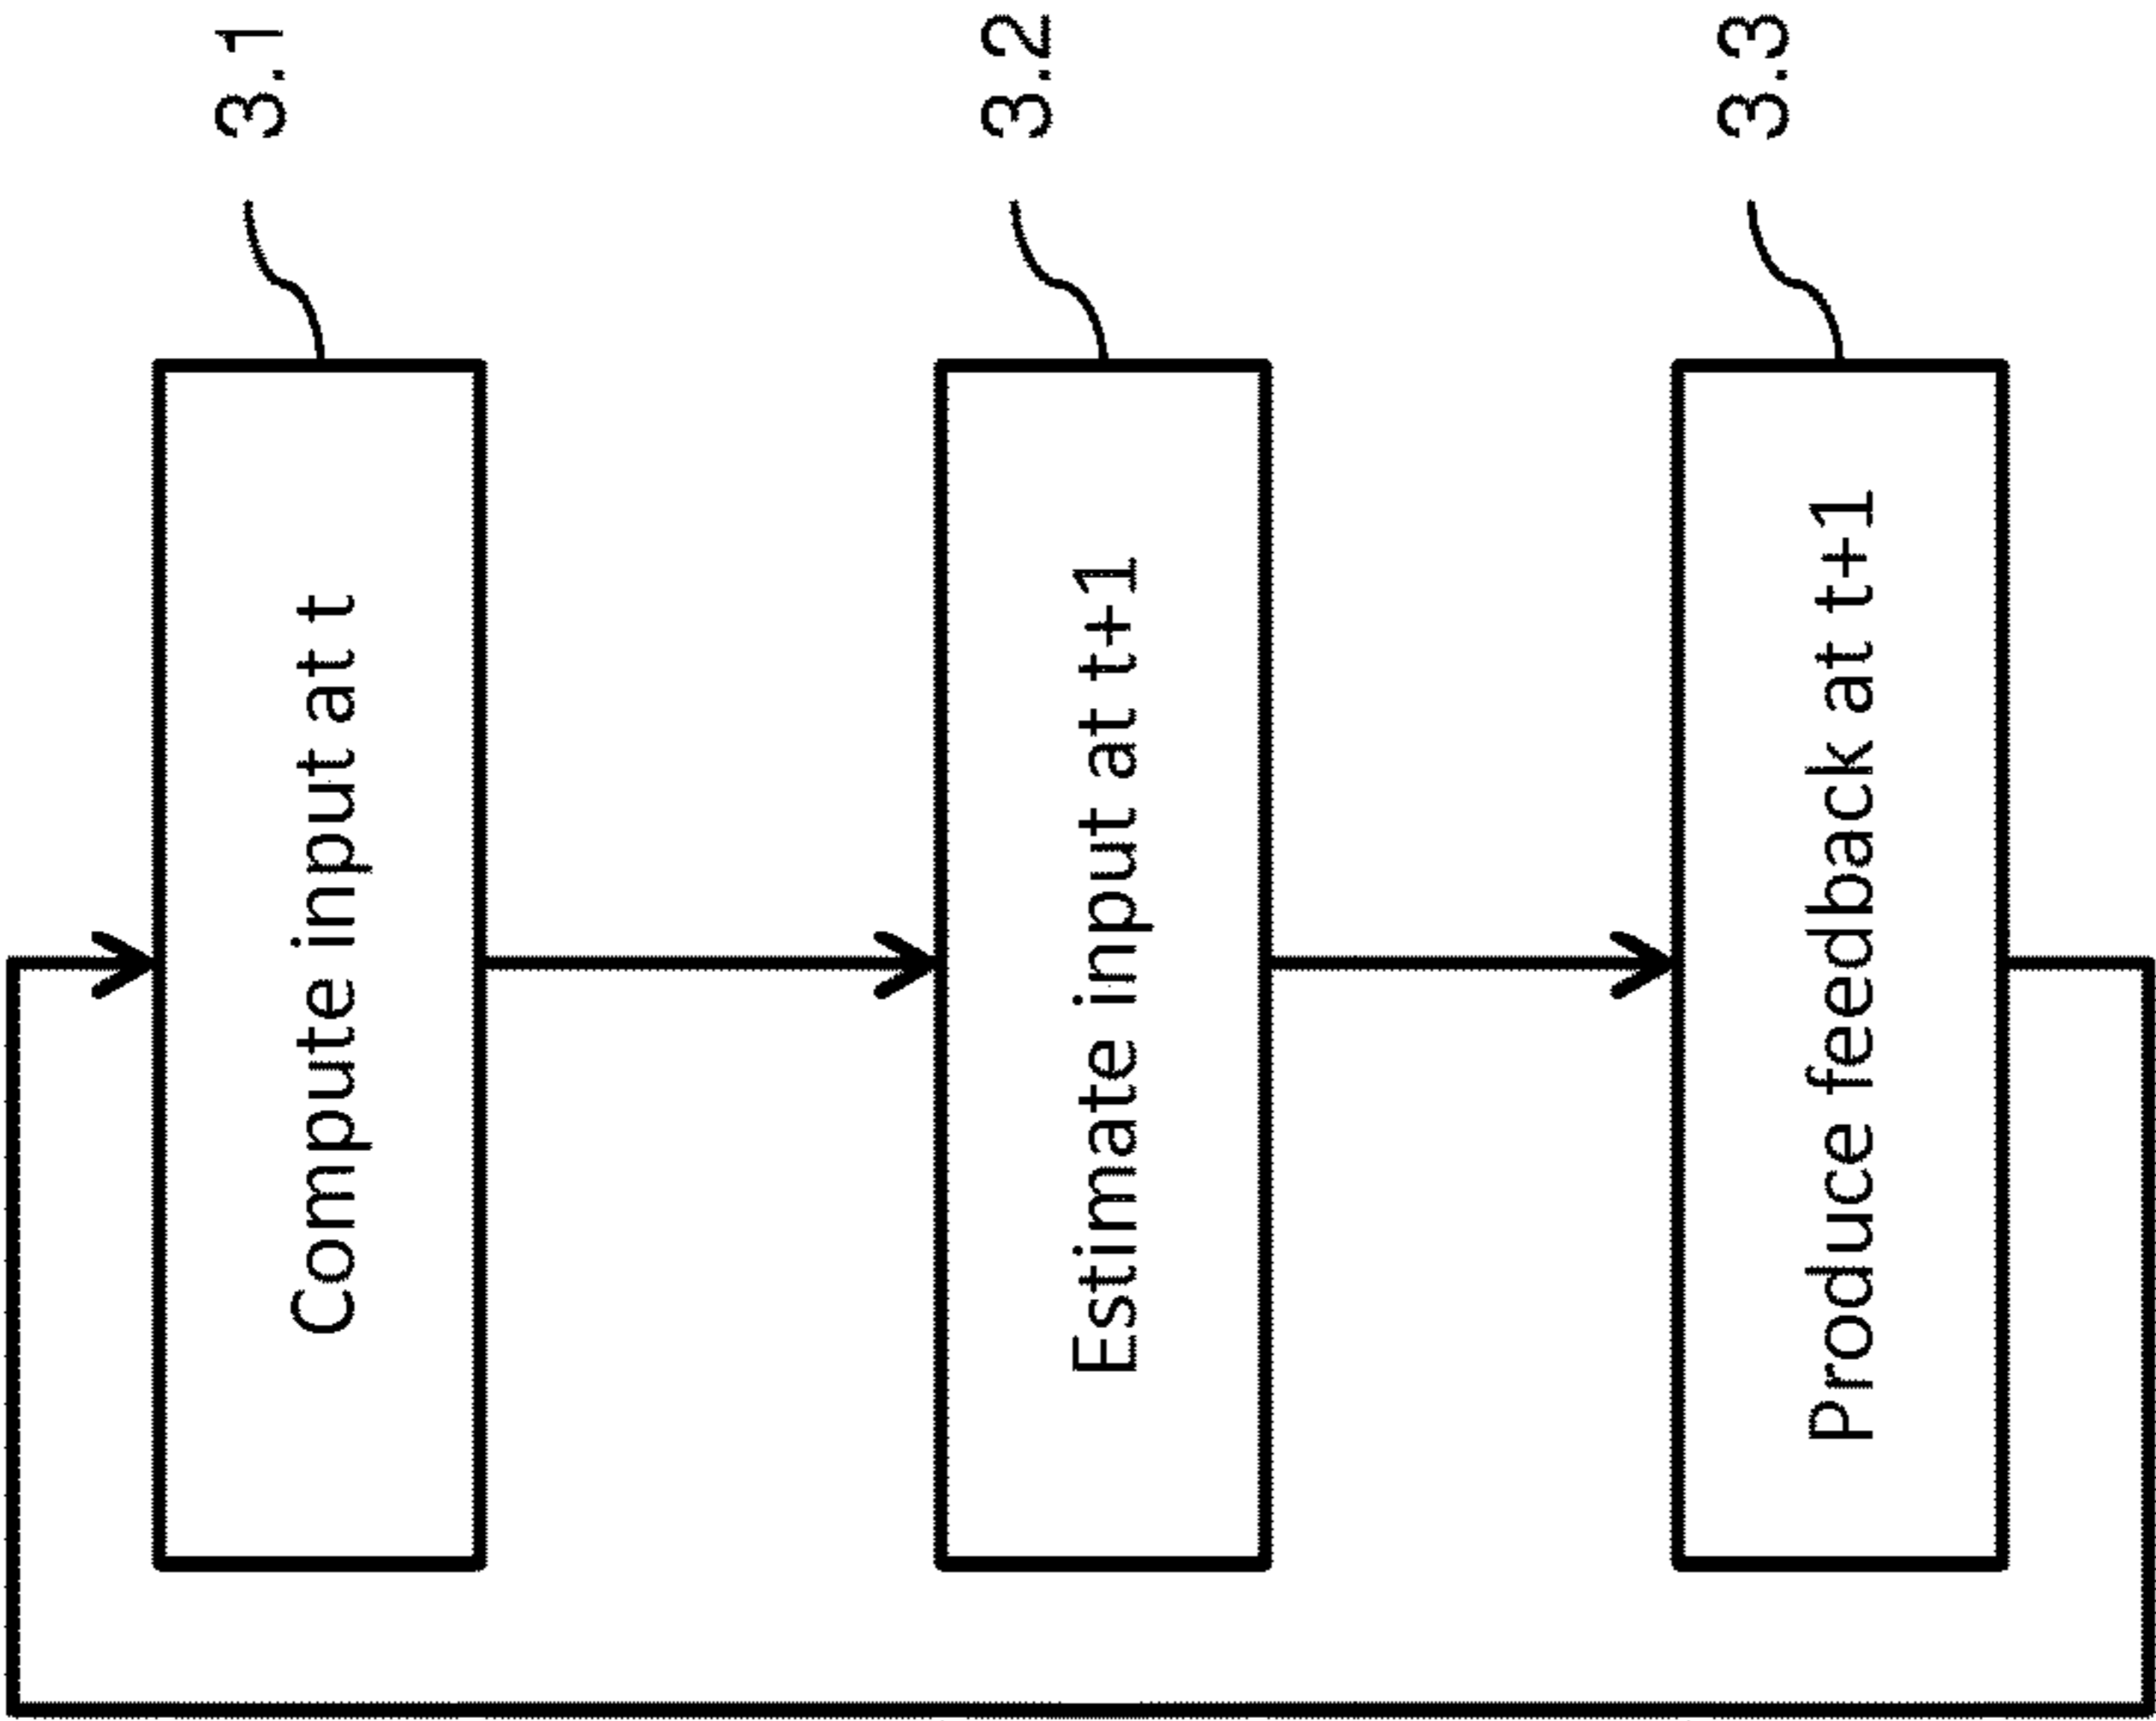 Compute input at t
3.1
Estimate input at t+1
3.2
Produce feedback at t+1
3.3